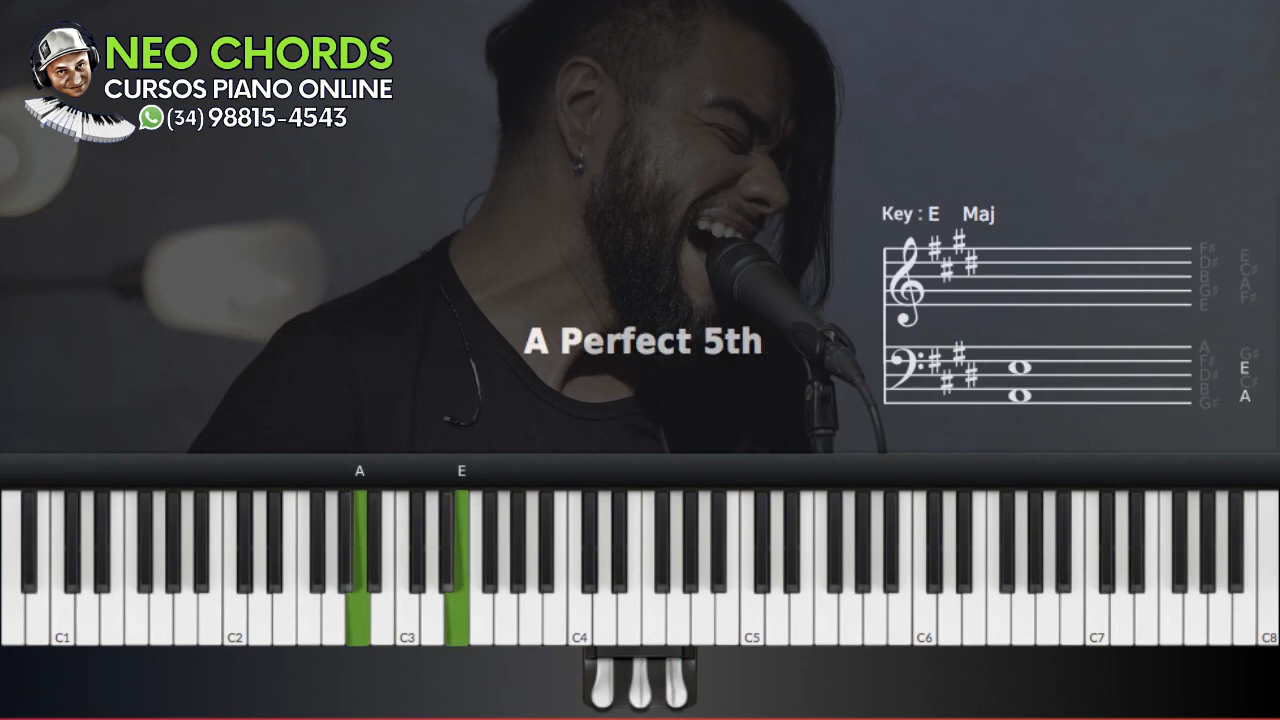 NEO CHORDS
CURSOS PIANO ONLINE
(34) 98815-4543
Key : E Maj
F♯
D♯
B
G♯
E
E
C♯
A
F♯
A Perfect 5th
A
F♯
D♯
B
G♯
G♯
E
C♯
A
A E
C1 C2 C3 C4 C5 C6 C7 C8